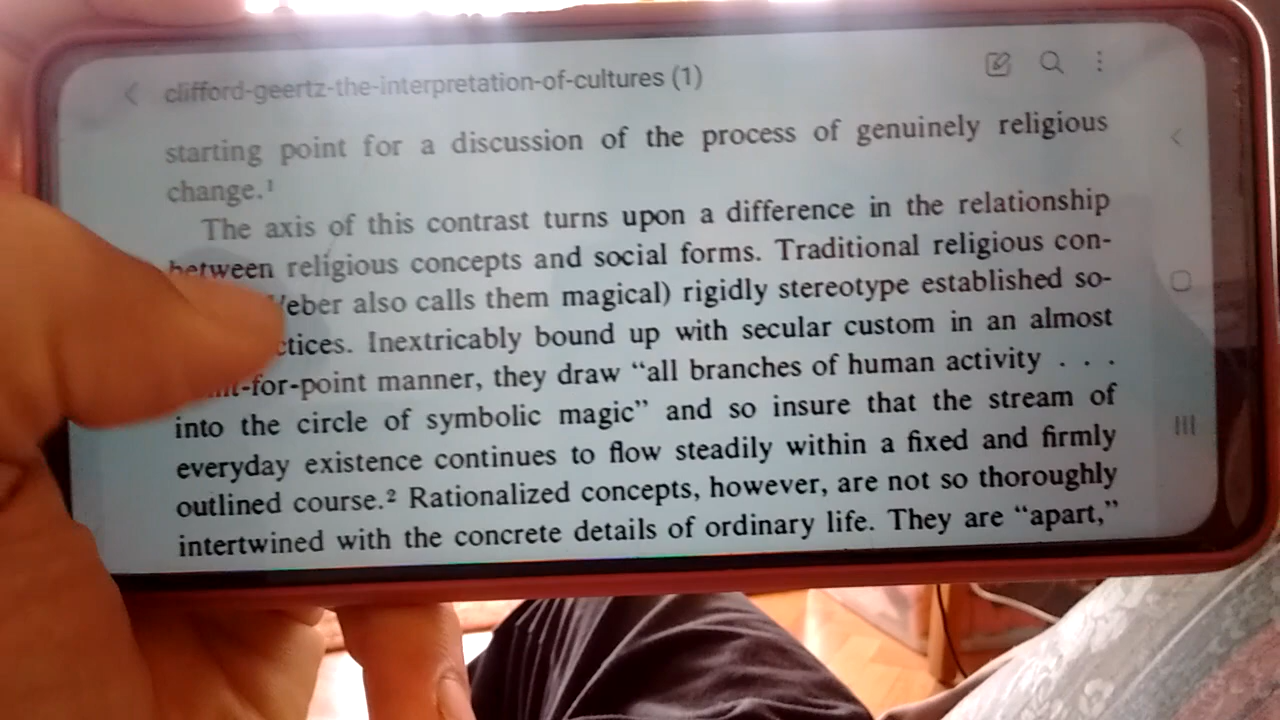 clifford-geertz-the-interpretation-of-cultures (1)
starting point for a discussion of the process of genuinely religious
change.¹
The axis of this contrast turns upon a difference in the relationship
between religious concepts and social forms. Traditional religious con-
also calls them magical) rigidly stereotype established so-
Inextricably bound up with secular custom in an almost
manner, they draw “all branches of human activity . . .
into the circle of symbolic magic” and so insure that the stream of
everyday existence continues to flow steadily within a fixed and firmly
outlined course.² Rationalized concepts, however, are not so thoroughly
intertwined with the concrete details of ordinary life. They are “apart,”